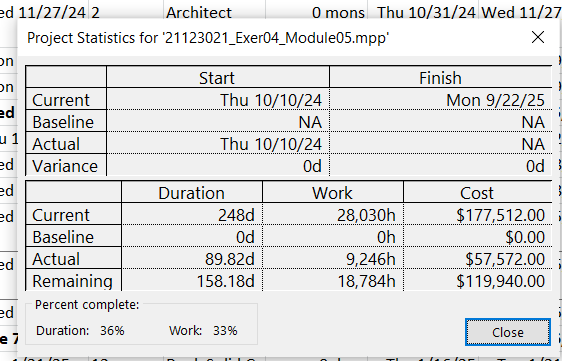 ed 11/27/24 2 Architect 0 mons Thu 10/31/24 Wed 11/27
Project Statistics for '21123021_Exer04_Module05.mpp'
Start Finish
Current Thu 10/10/24 Mon 9/22/25
Baseline NA NA
Actual Thu 10/10/24 NA
Variance 0d 0d
Duration Work Cost
Current 248d 28,030h $177,512.00
Baseline 0d 0h $0.00
Actual 89.82d 9,246h $57,572.00
Remaining 158.18d 18,784h $119,940.00
Percent complete:
Duration: 36% Work: 33%
Close